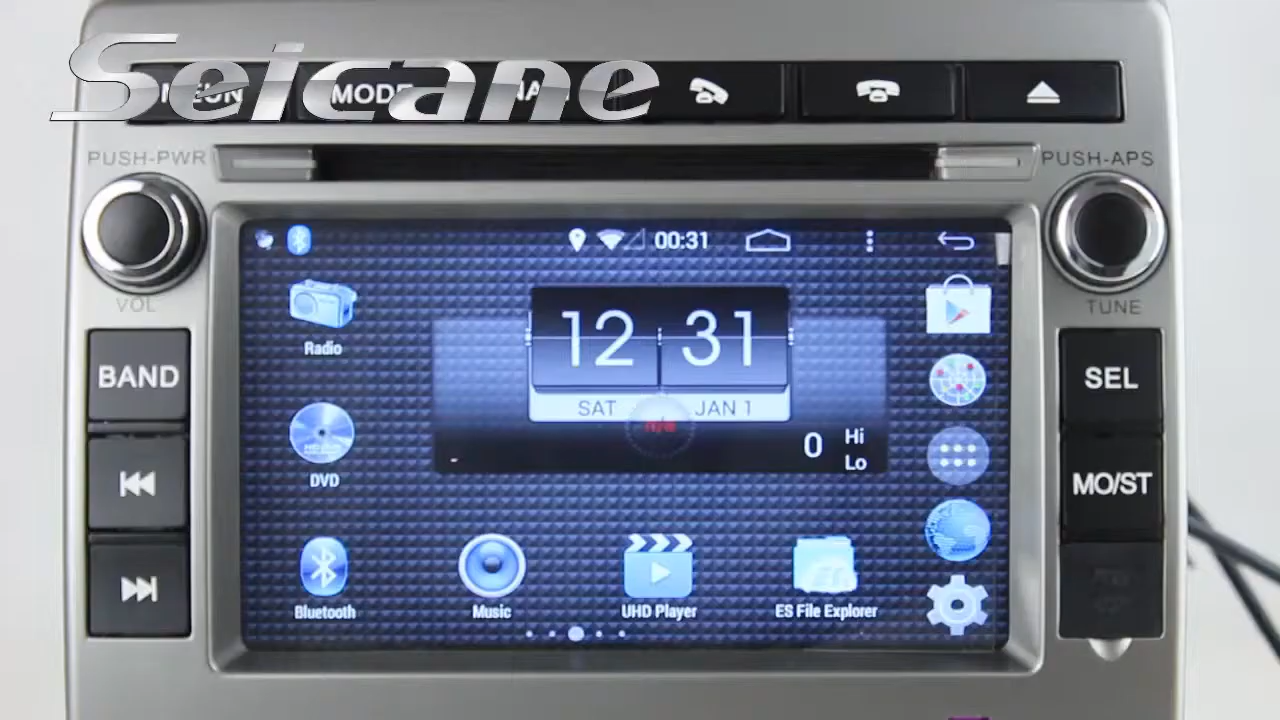 Seicane
MODE
PUSH-PWR
PUSH-APS
VOL
TUNE
00:31
Radio
12 31
SAT JAN 1
0 Hi
Lo
BAND
SEL
DVD
MO/ST
Bluetooth
Music
UHD Player
ES File Explorer